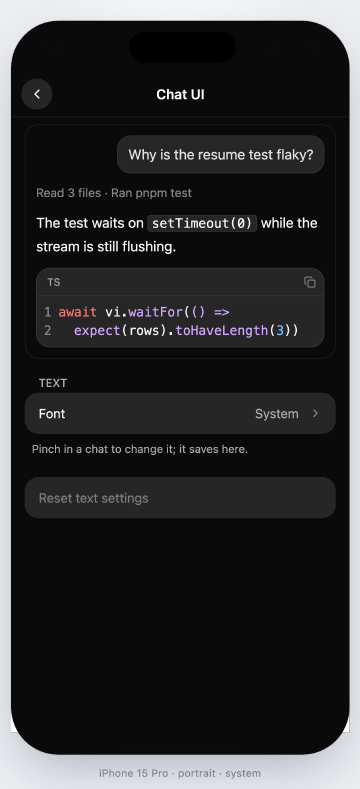 Chat UI
Why is the resume test flaky?
Read 3 files · Ran pnpm test
The test waits on setTimeout(0) while the
stream is still flushing.
TS
1 await vi.waitFor(() =>
2   expect(rows).toHaveLength(3))
TEXT
Font System
Pinch in a chat to change it; it saves here.
Reset text settings
iPhone 15 Pro · portrait · system